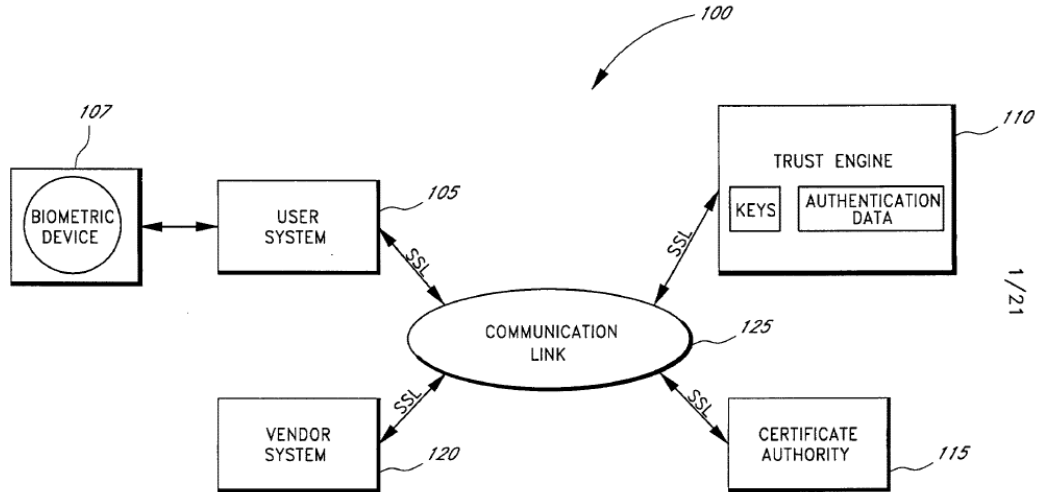 100
107
BIOMETRIC
DEVICE
105
USER
SYSTEM
110
TRUST ENGINE
KEYS
AUTHENTICATION
DATA
SSL
SSL
1/21
COMMUNICATION
LINK
125
SSL
SSL
VENDOR
SYSTEM
120
CERTIFICATE
AUTHORITY
115